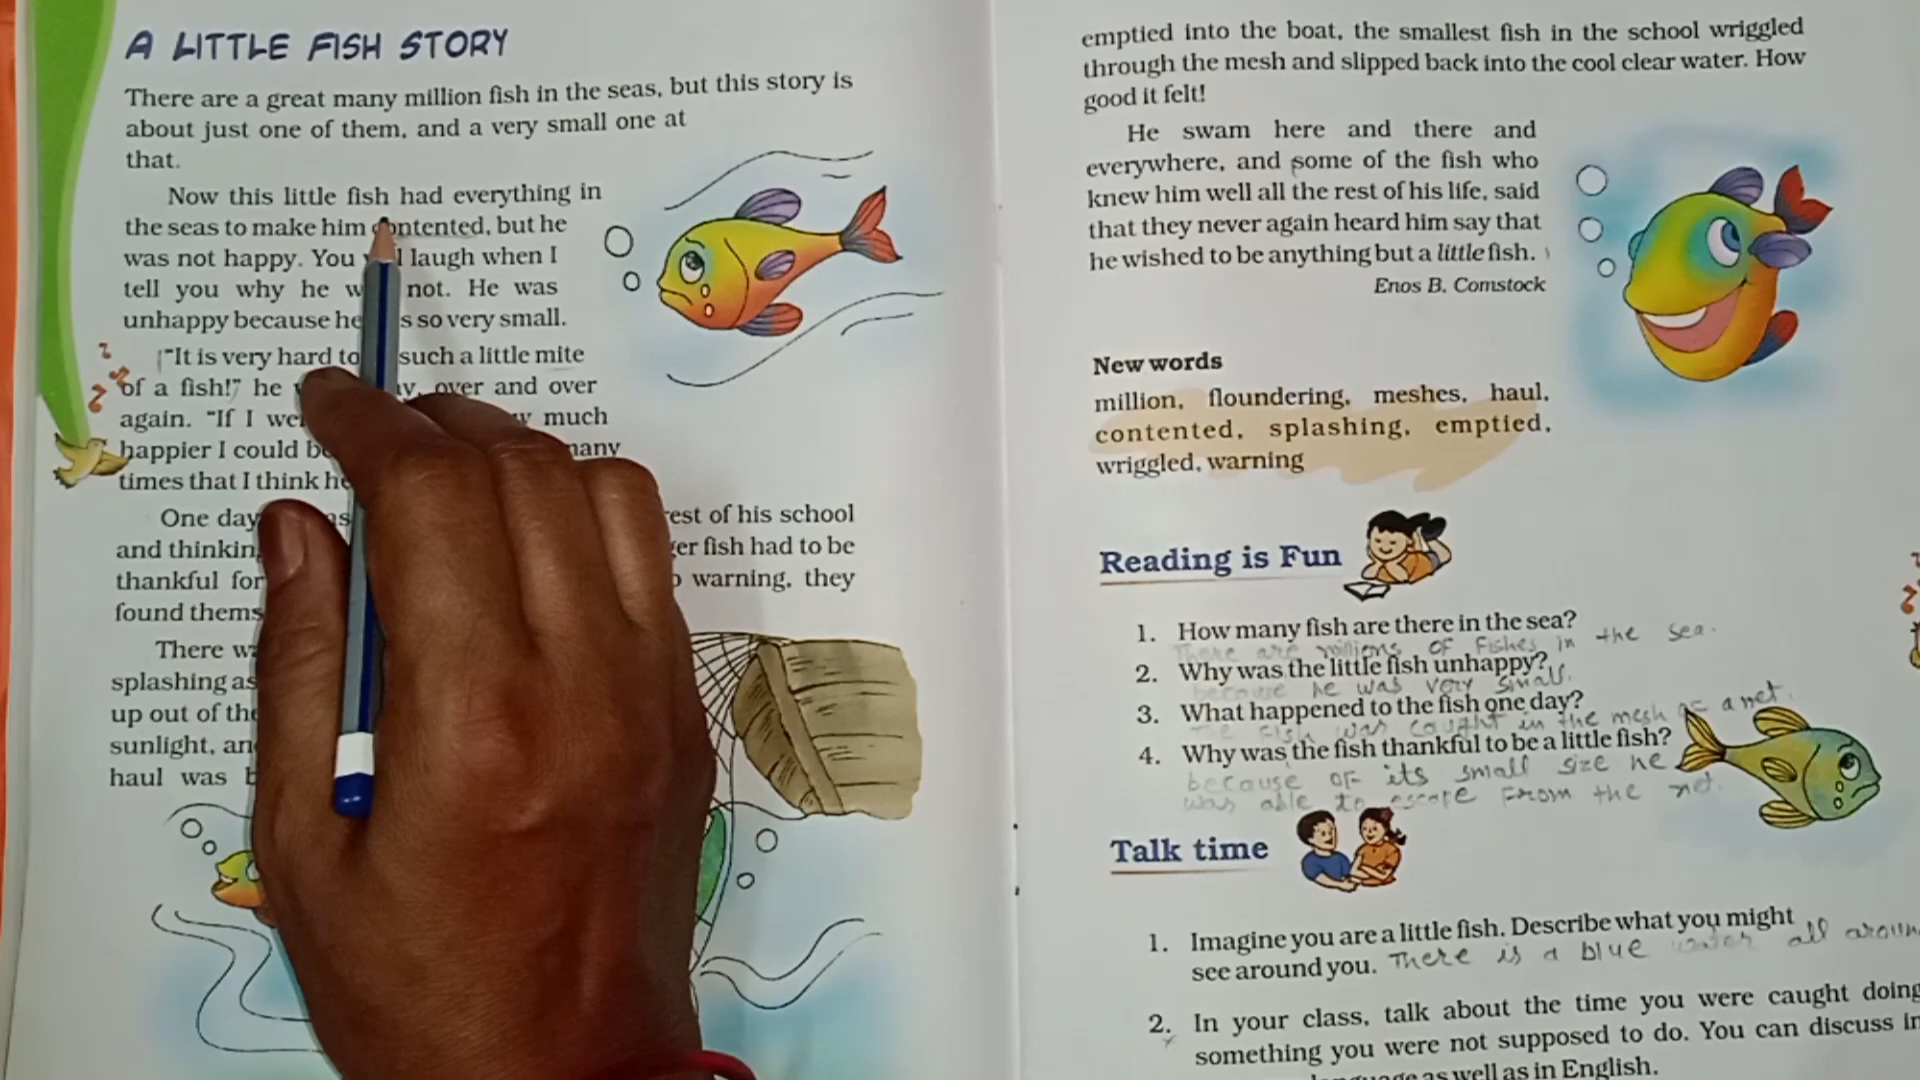 A LITTLE FISH STORY
There are a great many million fish in the seas, but this story is
about just one of them, and a very small one at
that.
Now this little fish had everything in
the seas to make him contented, but he
was not happy. You laugh when I
tell you why he not. He was
unhappy because he so very small.
"It is very hard to such a little mite
of a fish!" he over and over
again. "If I much
happier I could many
times that I think
One day rest of his school
and fish had to be
thankful for warning, they
found
There
splashing as
up out of the
sunlight,
haul was
emptied into the boat, the smallest fish in the school wriggled
through the mesh and slipped back into the cool clear water. How
good it felt!
He swam here and there and
everywhere, and some of the fish who
knew him well all the rest of his life, said
that they never again heard him say that
he wished to be anything but a little fish.
Enos B. Comstock
New words
million, floundering, meshes, haul,
contented, splashing, emptied,
wriggled, warning
Reading is Fun
1. How many fish are there in the sea?
There are millions of fishes in the sea.
2. Why was the little fish unhappy?
because he was very small.
3. What happened to the fish one day?
The fish was caught in the mesh of a net.
4. Why was the fish thankful to be a little fish?
because of its small size he
was able to escape from the net.
Talk time
1. Imagine you are a little fish. Describe what you might
see around you. There is a blue water all
2. In your class, talk about the time you were caught doing
something you were not supposed to do. You can discuss in
as well as in English.